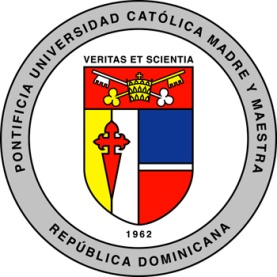 PONTIFICIA UNIVERSIDAD CATÓLICA MADRE Y MAESTRA
VERITAS ET SCIENTIA
1962
REPÚBLICA DOMINICANA